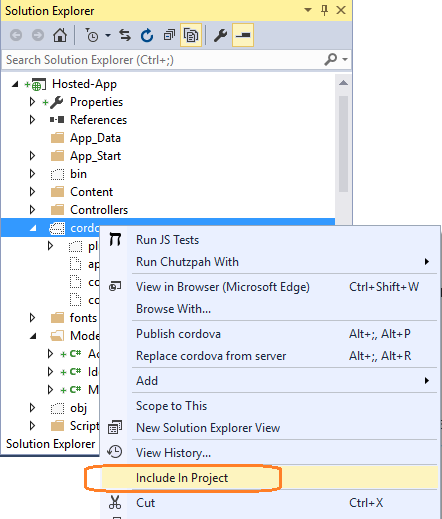 Solution Explorer
Search Solution Explorer (Ctrl+;)
Hosted-App
Properties
References
App_Data
App_Start
bin
Content
Controllers
cordo
pl
ap
co
co
fonts
Mode
C# Ac
C# Ide
C# M
obj
Script
Solution Explorer
Run JS Tests
Run Chutzpah With
View in Browser (Microsoft Edge) Ctrl+Shift+W
Browse With...
Publish cordova Alt+;, Alt+P
Replace cordova from server Alt+;, Alt+R
Add
Scope to This
New Solution Explorer View
View History...
Include In Project
Cut Ctrl+X